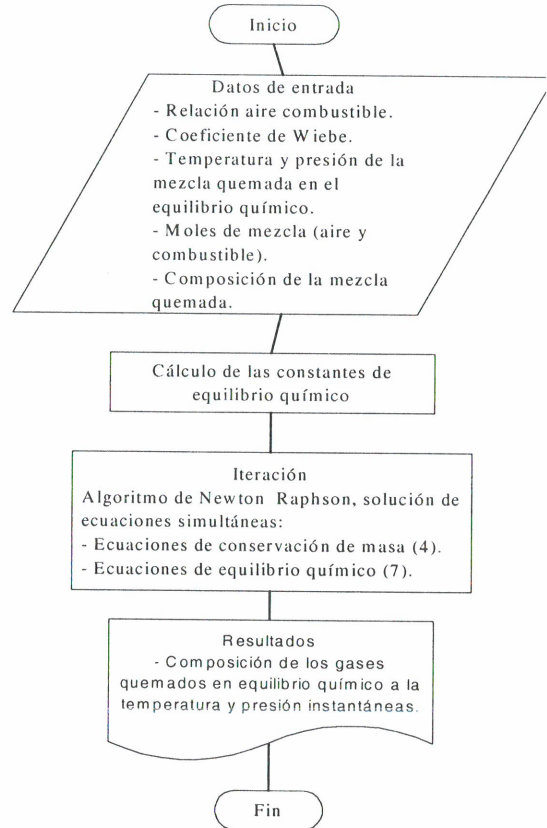 Inicio
Datos de entrada
- Relación aire combustible.
- Coeficiente de Wiebe.
- Temperatura y presión de la
mezcla quemada en el
equilibrio químico.
- Moles de mezcla (aire y
combustible).
- Composición de la mezcla
quemada.
Cálculo de las constantes de
equilibrio químico
Iteración
Algoritmo de Newton Raphson, solución de
ecuaciones simultáneas:
- Ecuaciones de conservación de masa (4).
- Ecuaciones de equilibrio químico (7).
Resultados
- Composición de los gases
quemados en equilibrio químico a la
temperatura y presión instantáneas.
Fin